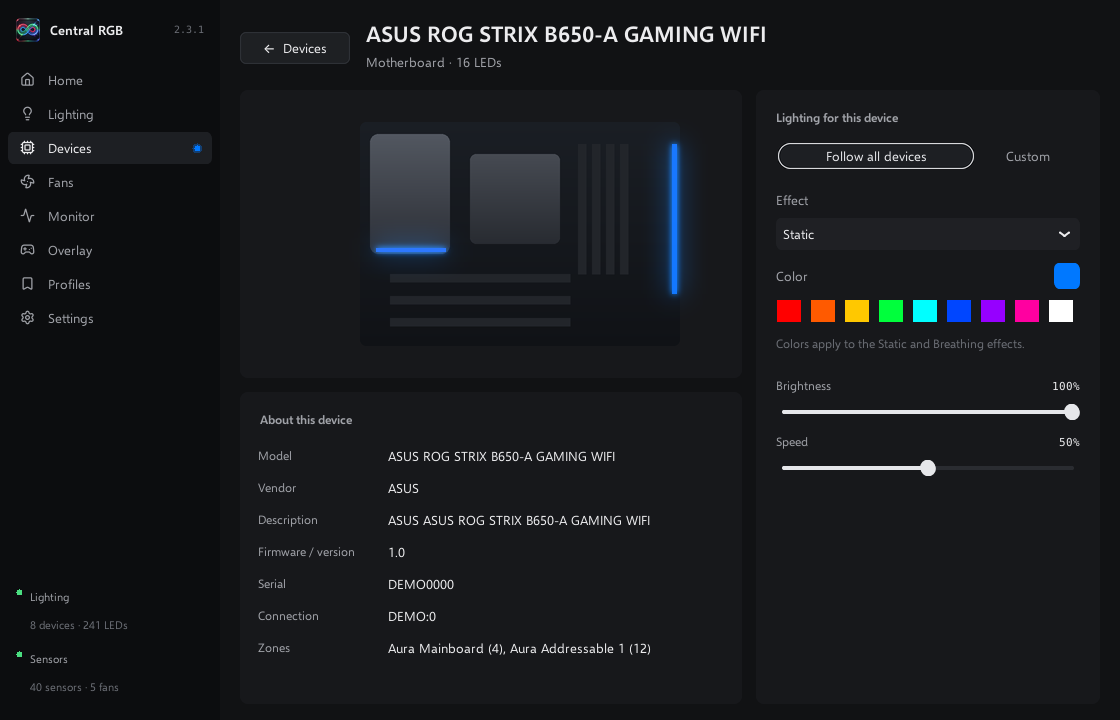 Central RGB
2.3.1
Home
Lighting
Devices
Fans
Monitor
Overlay
Profiles
Settings
Lighting
8 devices · 241 LEDs
Sensors
40 sensors · 5 fans
← Devices
ASUS ROG STRIX B650-A GAMING WIFI
Motherboard · 16 LEDs
About this device
Model ASUS ROG STRIX B650-A GAMING WIFI
Vendor ASUS
Description ASUS ASUS ROG STRIX B650-A GAMING WIFI
Firmware / version 1.0
Serial DEMO0000
Connection DEMO:0
Zones Aura Mainboard (4), Aura Addressable 1 (12)
Lighting for this device
Follow all devices Custom
Effect
Static
Color
Colors apply to the Static and Breathing effects.
Brightness 100%
Speed 50%